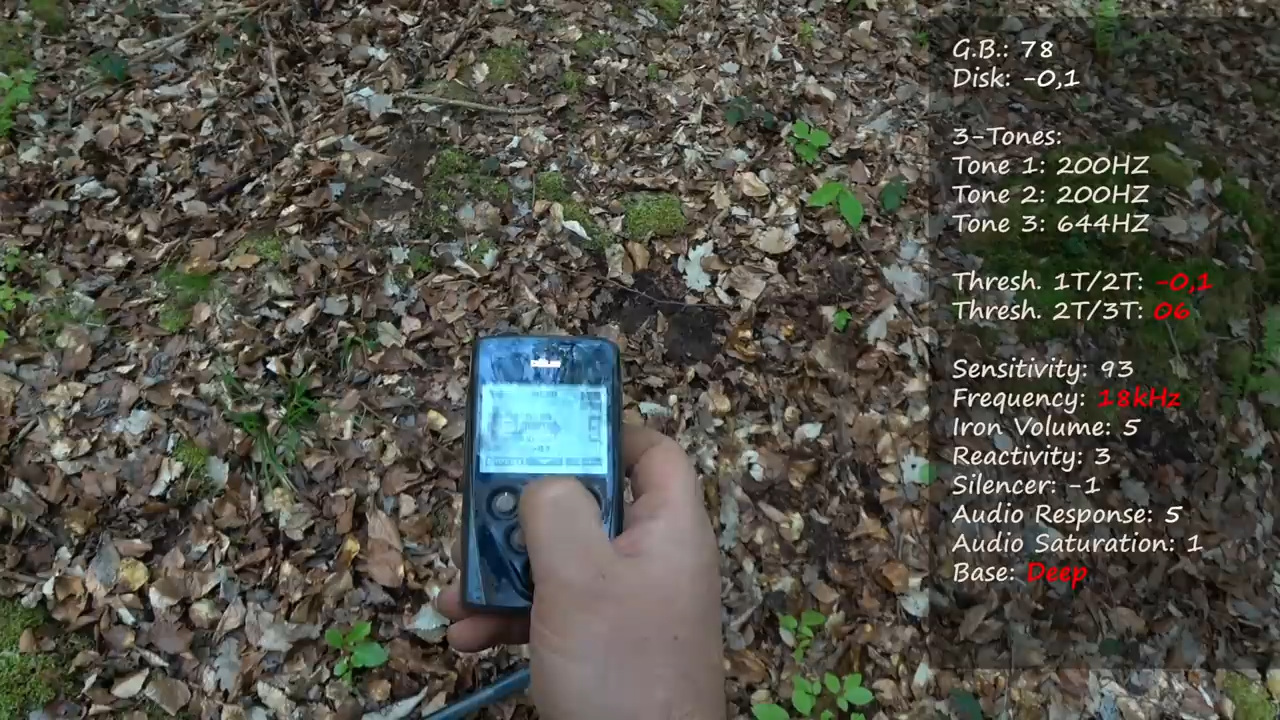 G.B.: 78
Disk: -0,1
3-Tones:
Tone 1: 200HZ
Tone 2: 200HZ
Tone 3: 644HZ
Thresh. 1T/2T: -0,1
Thresh. 2T/3T: 06
Sensitivity: 93
Frequency: 18kHz
Iron Volume: 5
Reactivity: 3
Silencer: -1
Audio Response: 5
Audio Saturation: 1
Base: Deep